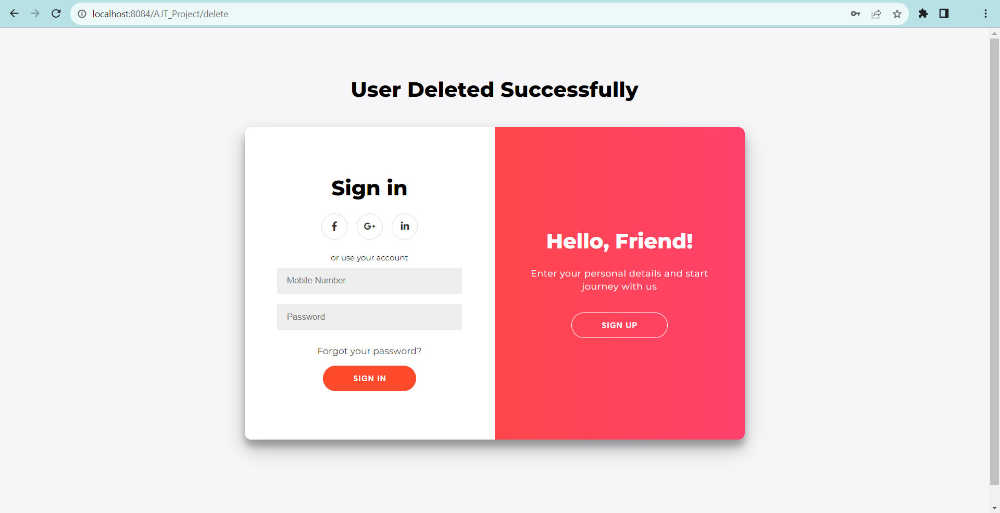 localhost:8084/AJT_Project/delete
User Deleted Successfully
Sign in
f G+ in
or use your account
Mobile Number
Password
Forgot your password?
SIGN IN
Hello, Friend!
Enter your personal details and start
journey with us
SIGN UP